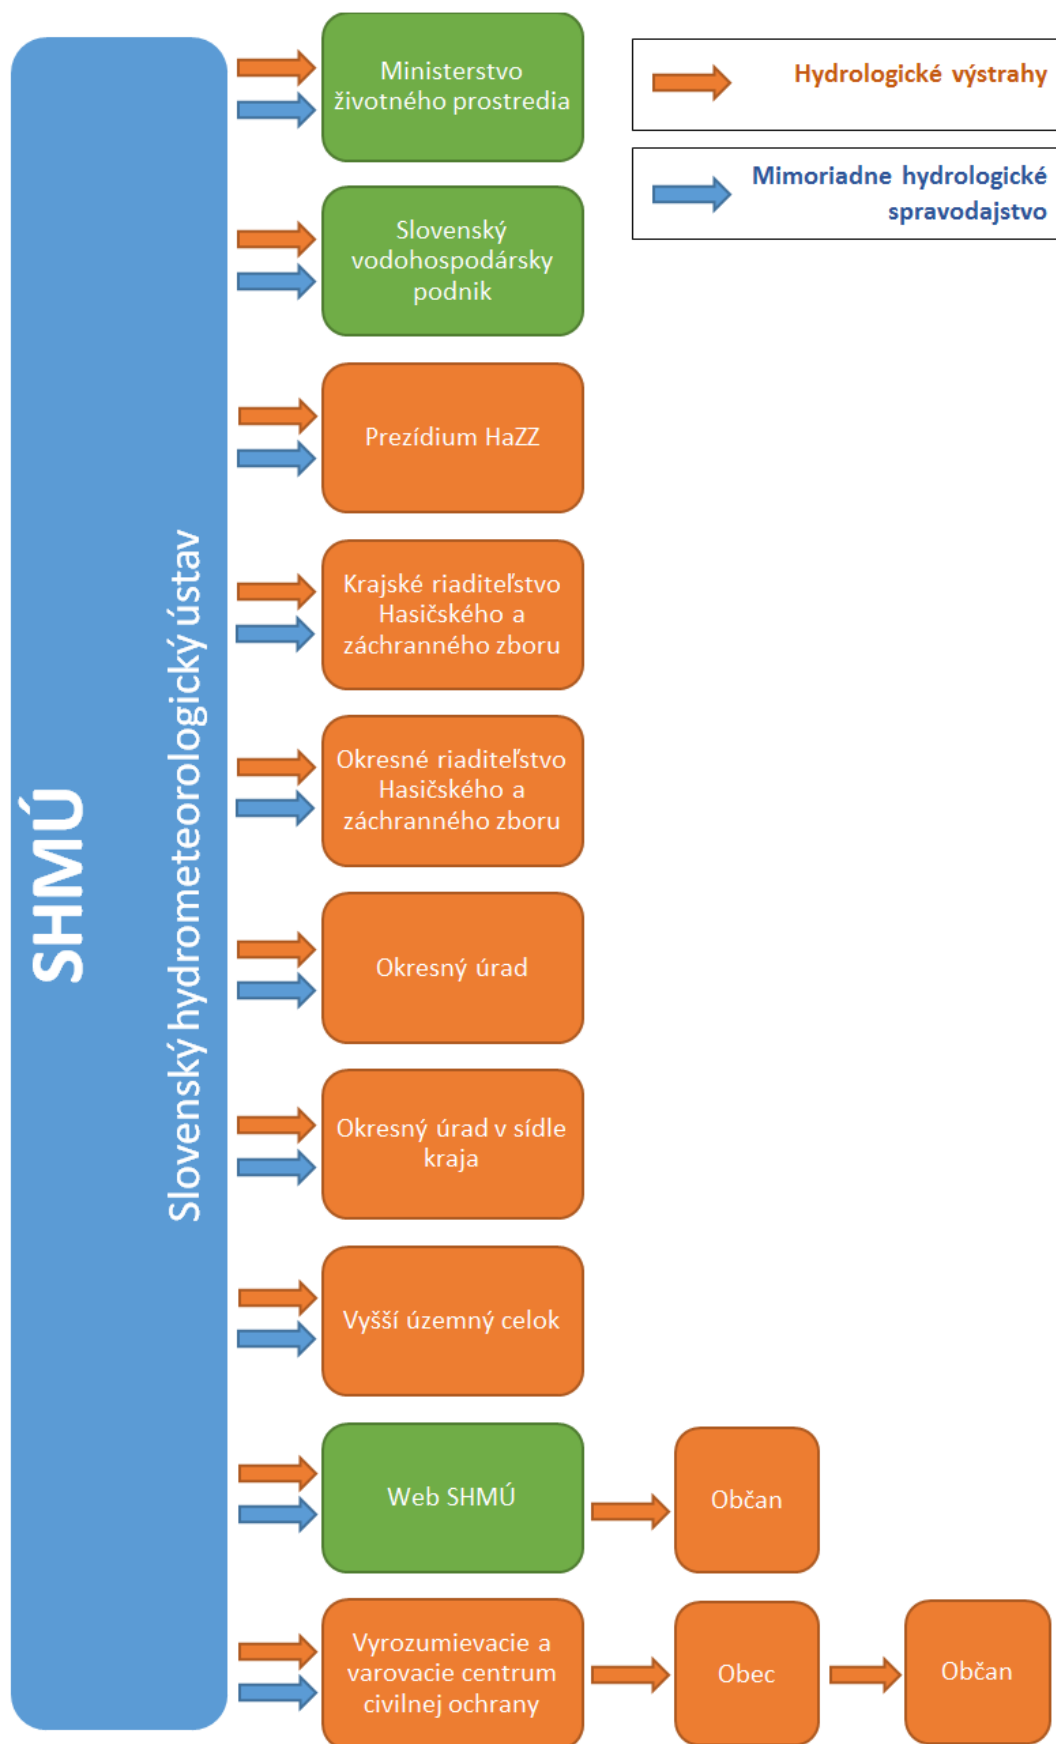 SHMÚ
Slovenský hydrometeorologický ústav
Ministerstvo
životného prostredia
Hydrologické výstrahy
Mimoriadne hydrologické
spravodajstvo
Slovenský
vodohospodársky
podnik
Prezídium HaZZ
Krajské riaditeľstvo
Hasičského a
záchranného zboru
Okresné riaditeľstvo
Hasičského a
záchranného zboru
Okresný úrad
Okresný úrad v sídle
kraja
Vyšší územný celok
Web SHMÚ
Občan
Vyrozumievacie a
varovacie centrum
civilnej ochrany
Obec
Občan